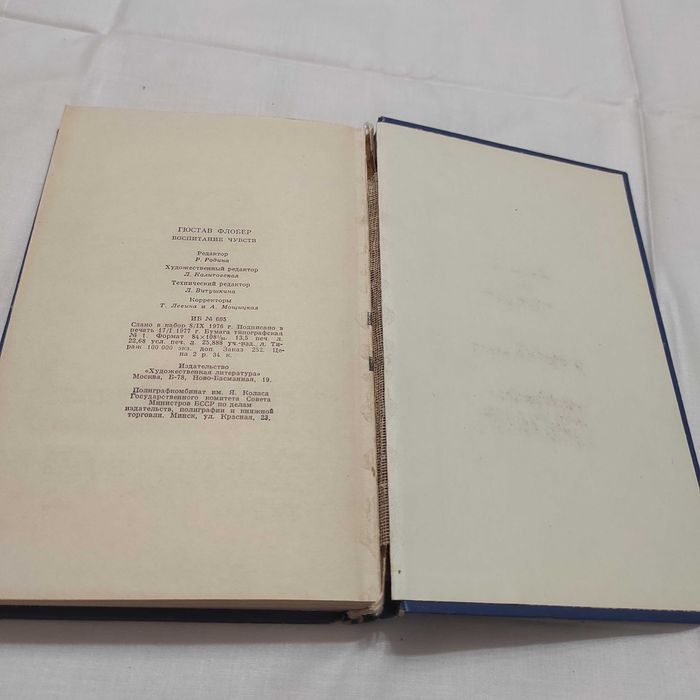 ГЮСТАВ ФЛОБЕР
ВОСПИТАНИЕ ЧУВСТВ
Редактор
Р. Родина
Художественный редактор
Л. Калитовская
Технический редактор
Л. Витушкина
Корректоры
Т. Левина и А. Мощицкая
ИБ № 605
Сдано в набор 8/IX 1976 г. Подписано в
печать 17/I 1977 г. Бумага типографская
№ 1. Формат 84×108¹/₃₂. 13,5 печ. л.
22,68 усл. печ. л. 25,888 уч.-изд. л. Ти-
раж 100 000 экз. доп. Заказ 252. Це-
на 2 р. 34 к.
Издательство
«Художественная литература»
Москва, Б-78, Ново-Басманная, 19.
Полиграфкомбинат им. Я. Коласа
Государственного комитета Совета
Министров БССР по делам
издательств, полиграфии и книжной
торговли. Минск, ул. Красная, 23.